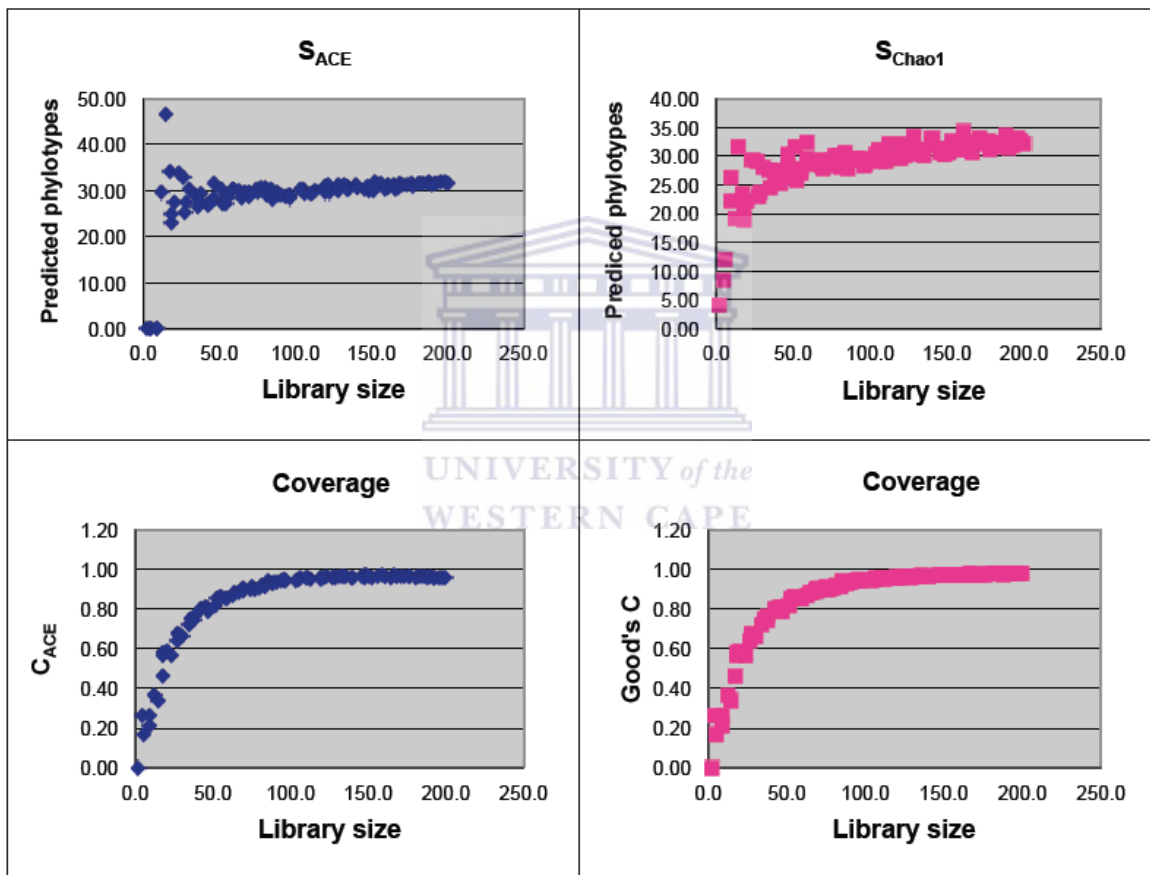 S_ACE
Predicted phylotypes
50.00
40.00
30.00
20.00
10.00
0.00
0.0 50.0 100.0 150.0 200.0 250.0
Library size
S_Chao1
Prediced phylotypes
40.00
35.00
30.00
25.00
20.00
15.00
10.00
5.00
0.00
0.0 50.0 100.0 150.0 200.0 250.0
Library size
UNIVERSITY of the
WESTERN CAPE
Coverage
C_ACE
1.20
1.00
0.80
0.60
0.40
0.20
0.00
0.0 50.0 100.0 150.0 200.0 250.0
Library size
Coverage
Good's C
1.20
1.00
0.80
0.60
0.40
0.20
0.00
0.0 50.0 100.0 150.0 200.0 250.0
Library size